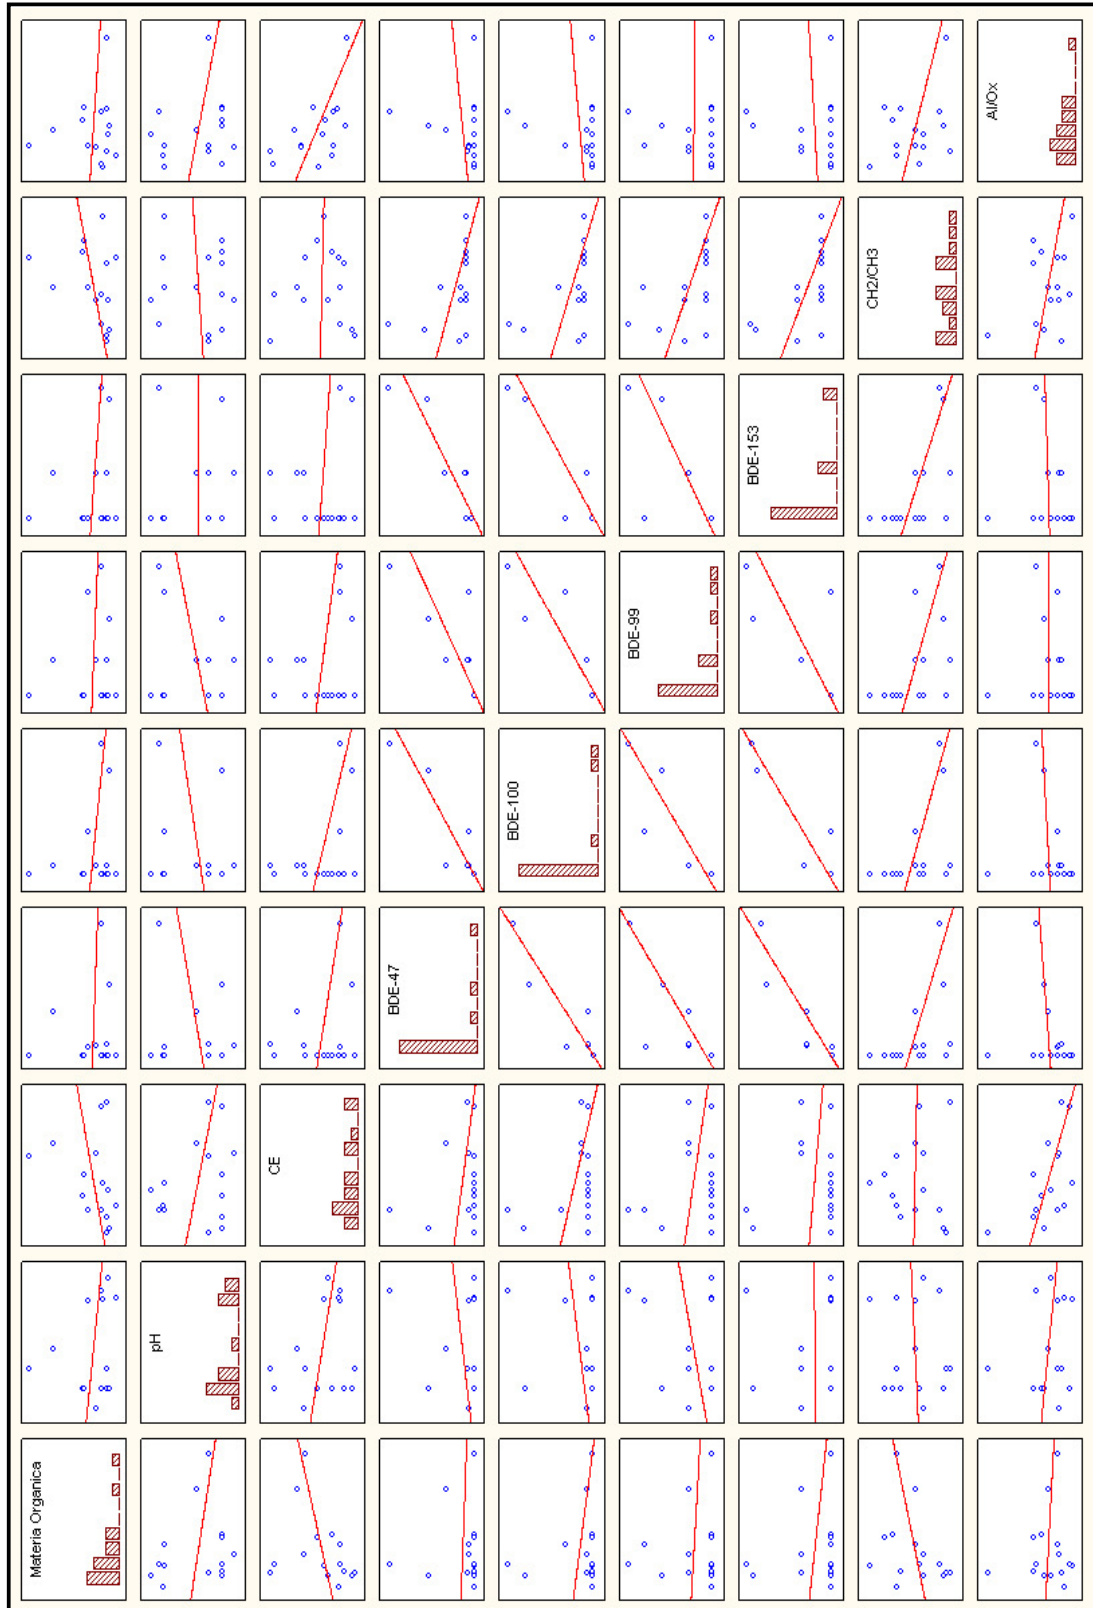 Materia Organica
pH
CE
BDE-47
BDE-100
BDE-99
BDE-153
CH2/CH3
Al/Ox